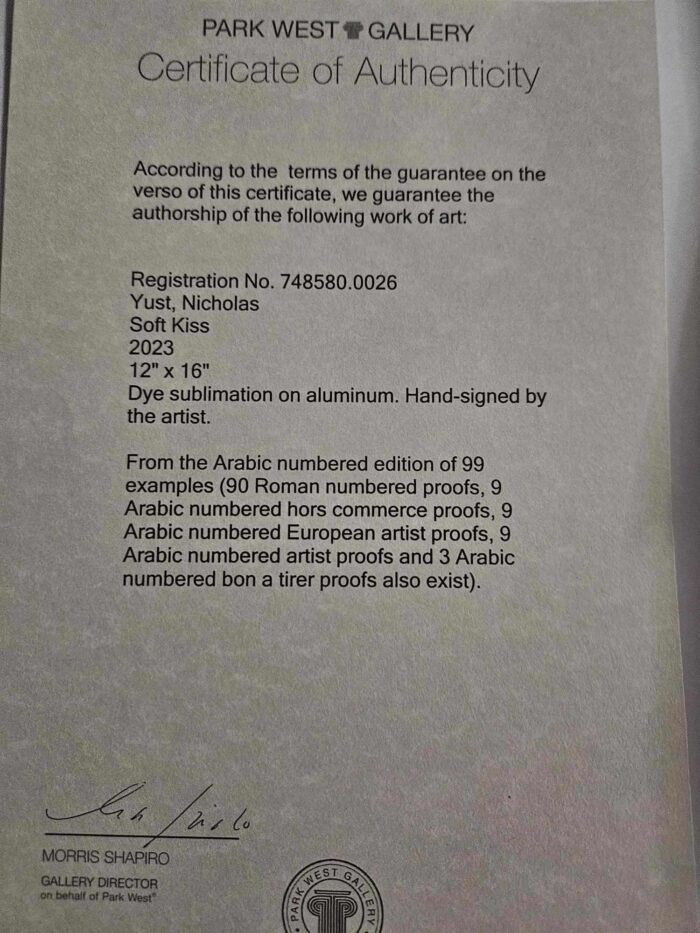 PARK WEST GALLERY
Certificate of Authenticity
According to the terms of the guarantee on the
verso of this certificate, we guarantee the
authorship of the following work of art:
Registration No. 748580.0026
Yust, Nicholas
Soft Kiss
2023
12" x 16"
Dye sublimation on aluminum. Hand-signed by
the artist.
From the Arabic numbered edition of 99
examples (90 Roman numbered proofs, 9
Arabic numbered hors commerce proofs, 9
Arabic numbered European artist proofs, 9
Arabic numbered artist proofs and 3 Arabic
numbered bon a tirer proofs also exist).
MORRIS SHAPIRO
GALLERY DIRECTOR
on behalf of Park West®
• PARK WEST GALLERY •